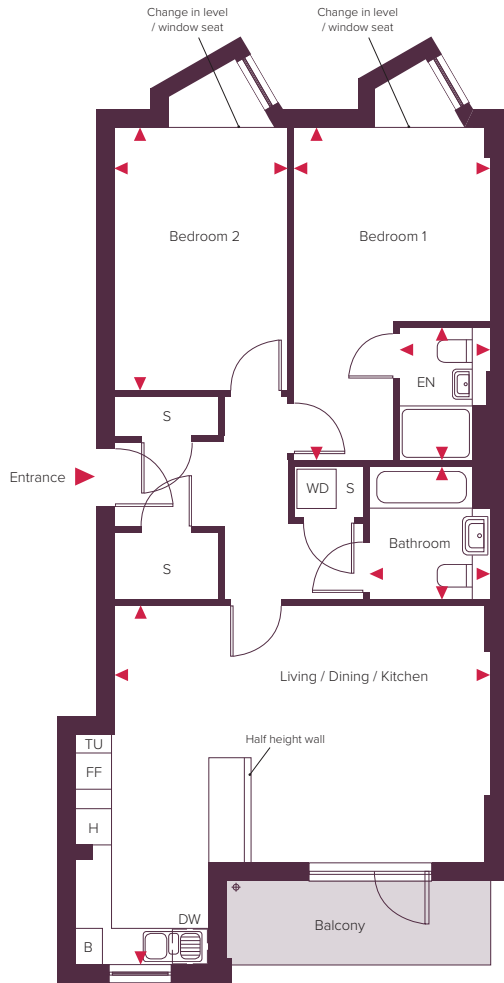 Change in level
/ window seat
Change in level
/ window seat
Bedroom 2
Bedroom 1
EN
S
Entrance
WD
S
Bathroom
S
Living / Dining / Kitchen
Half height wall
TU
FF
H
DW
Balcony
B